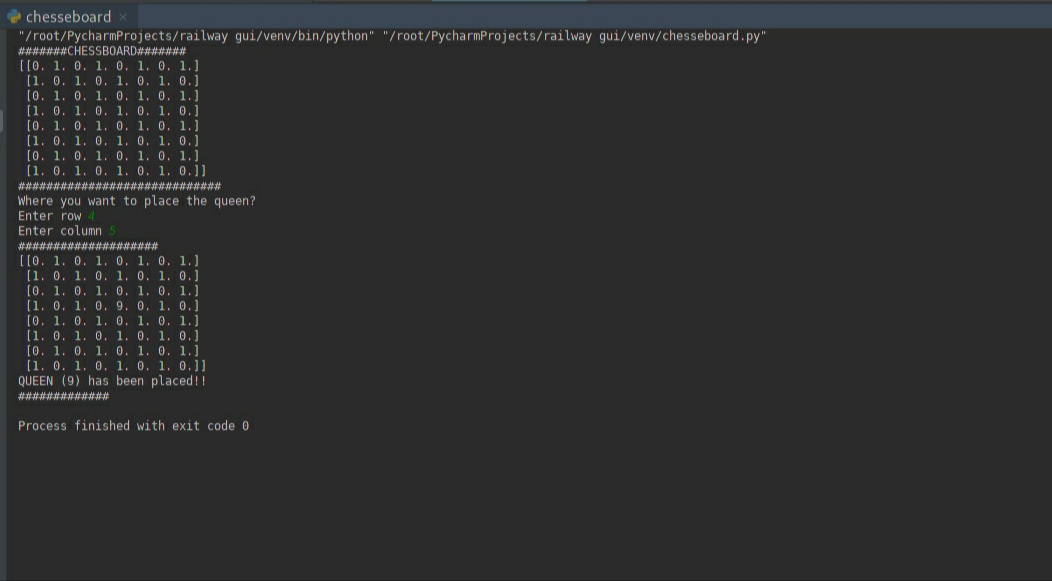 chesseboard ×
"/root/PycharmProjects/railway gui/venv/bin/python" "/root/PycharmProjects/railway gui/venv/chesseboard.py"
#######CHESSBOARD#######
[[0. 1. 0. 1. 0. 1. 0. 1.]
[1. 0. 1. 0. 1. 0. 1. 0.]
[0. 1. 0. 1. 0. 1. 0. 1.]
[1. 0. 1. 0. 1. 0. 1. 0.]
[0. 1. 0. 1. 0. 1. 0. 1.]
[1. 0. 1. 0. 1. 0. 1. 0.]
[0. 1. 0. 1. 0. 1. 0. 1.]
[1. 0. 1. 0. 1. 0. 1. 0.]]
#############################
Where you want to place the queen?
Enter row 4
Enter column 5
####################
[[0. 1. 0. 1. 0. 1. 0. 1.]
[1. 0. 1. 0. 1. 0. 1. 0.]
[0. 1. 0. 1. 0. 1. 0. 1.]
[1. 0. 1. 0. 9. 0. 1. 0.]
[0. 1. 0. 1. 0. 1. 0. 1.]
[1. 0. 1. 0. 1. 0. 1. 0.]
[0. 1. 0. 1. 0. 1. 0. 1.]
[1. 0. 1. 0. 1. 0. 1. 0.]]
QUEEN (9) has been placed!!
#############
Process finished with exit code 0